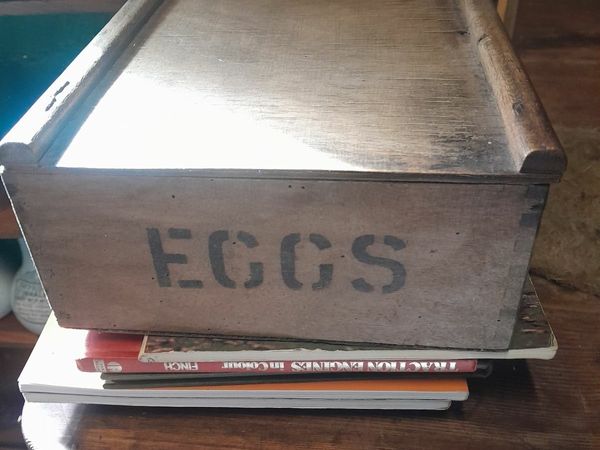 EGGS
FINCH TRACTION ENGINES in COLOUR